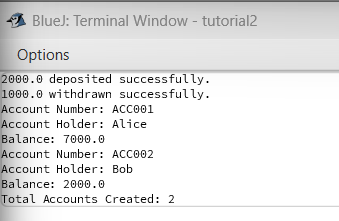 BlueJ: Terminal Window - tutorial2
Options
2000.0 deposited successfully.
1000.0 withdrawn successfully.
Account Number: ACC001
Account Holder: Alice
Balance: 7000.0
Account Number: ACC002
Account Holder: Bob
Balance: 2000.0
Total Accounts Created: 2